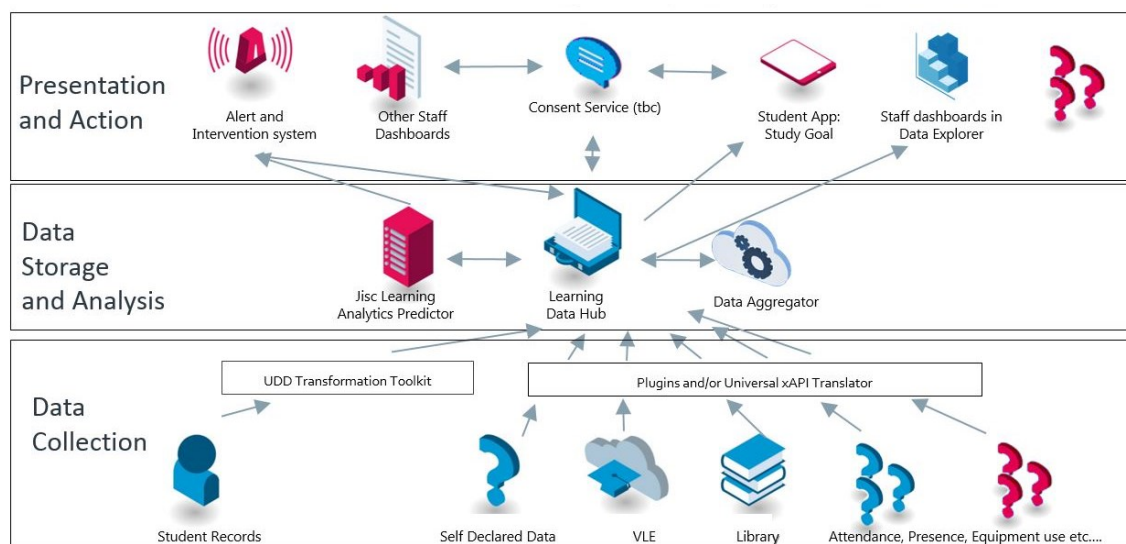 Presentation
and Action
Alert and
Intervention system
Other Staff
Dashboards
Consent Service (tbc)
Student App:
Study Goal
Staff dashboards in
Data Explorer
Data
Storage
and Analysis
Jisc Learning
Analytics Predictor
Learning
Data Hub
Data Aggregator
Data
Collection
UDD Transformation Toolkit
Plugins and/or Universal xAPI Translator
Student Records
Self Declared Data
VLE
Library
Attendance, Presence, Equipment use etc....